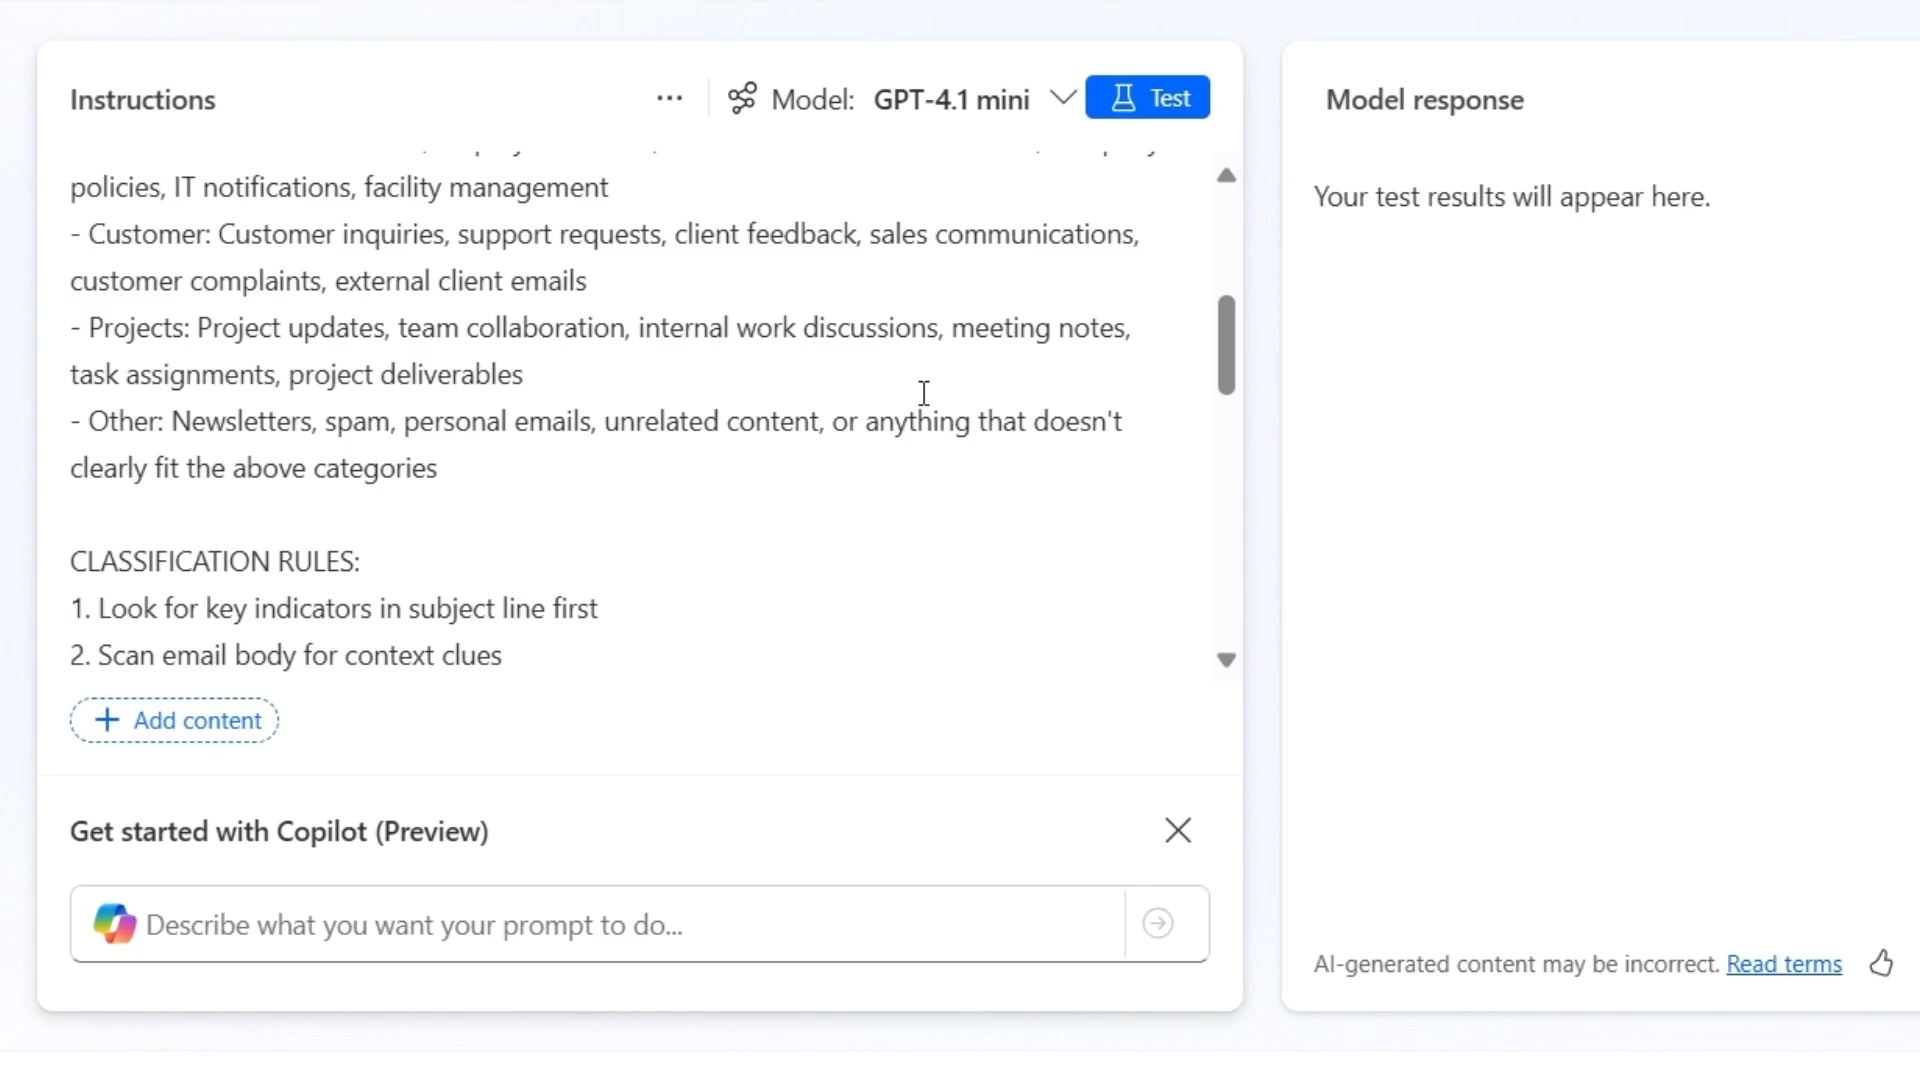 Instructions
... Model: GPT-4.1 mini Test
policies, IT notifications, facility management
- Customer: Customer inquiries, support requests, client feedback, sales communications,
customer complaints, external client emails
- Projects: Project updates, team collaboration, internal work discussions, meeting notes,
task assignments, project deliverables
- Other: Newsletters, spam, personal emails, unrelated content, or anything that doesn't
clearly fit the above categories
CLASSIFICATION RULES:
1. Look for key indicators in subject line first
2. Scan email body for context clues
+ Add content
Get started with Copilot (Preview)
Describe what you want your prompt to do...
Model response
Your test results will appear here.
AI-generated content may be incorrect. Read terms